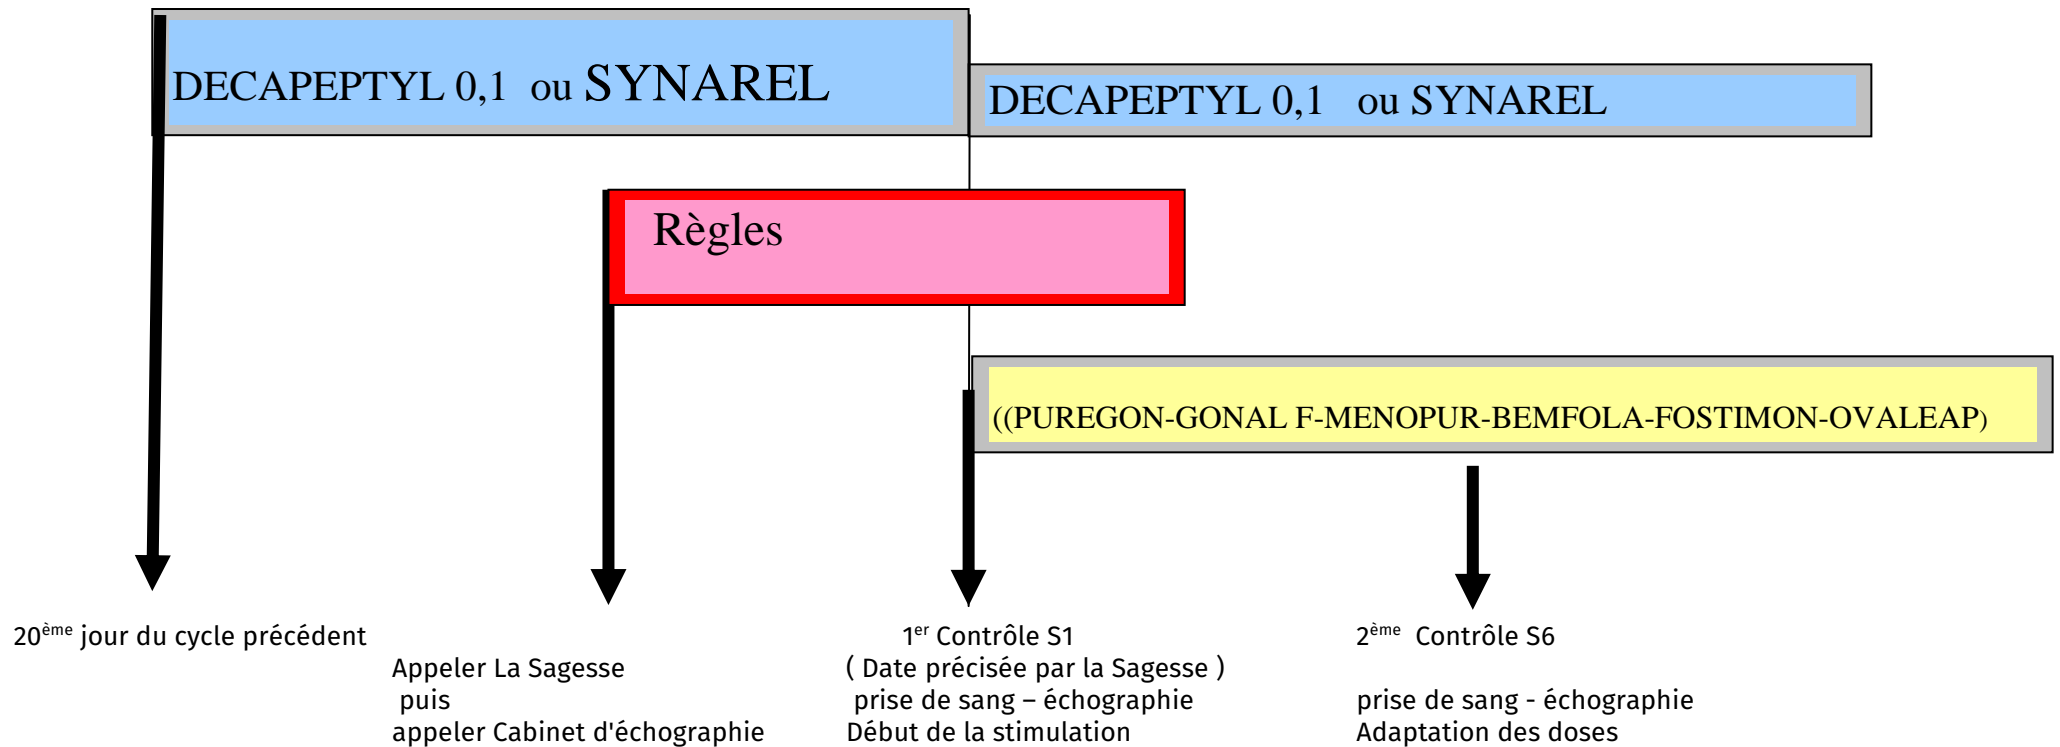 DECAPEPTYL 0,1 ou SYNAREL
DECAPEPTYL 0,1 ou SYNAREL
Règles
((PUREGON-GONAL F-MENOPUR-BEMFOLA-FOSTIMON-OVALEAP)
20ème jour du cycle précédent
Appeler La Sagesse
puis
appeler Cabinet d'échographie
1er Contrôle S1
( Date précisée par la Sagesse )
prise de sang – échographie
Début de la stimulation
2ème Contrôle S6
prise de sang - échographie
Adaptation des doses